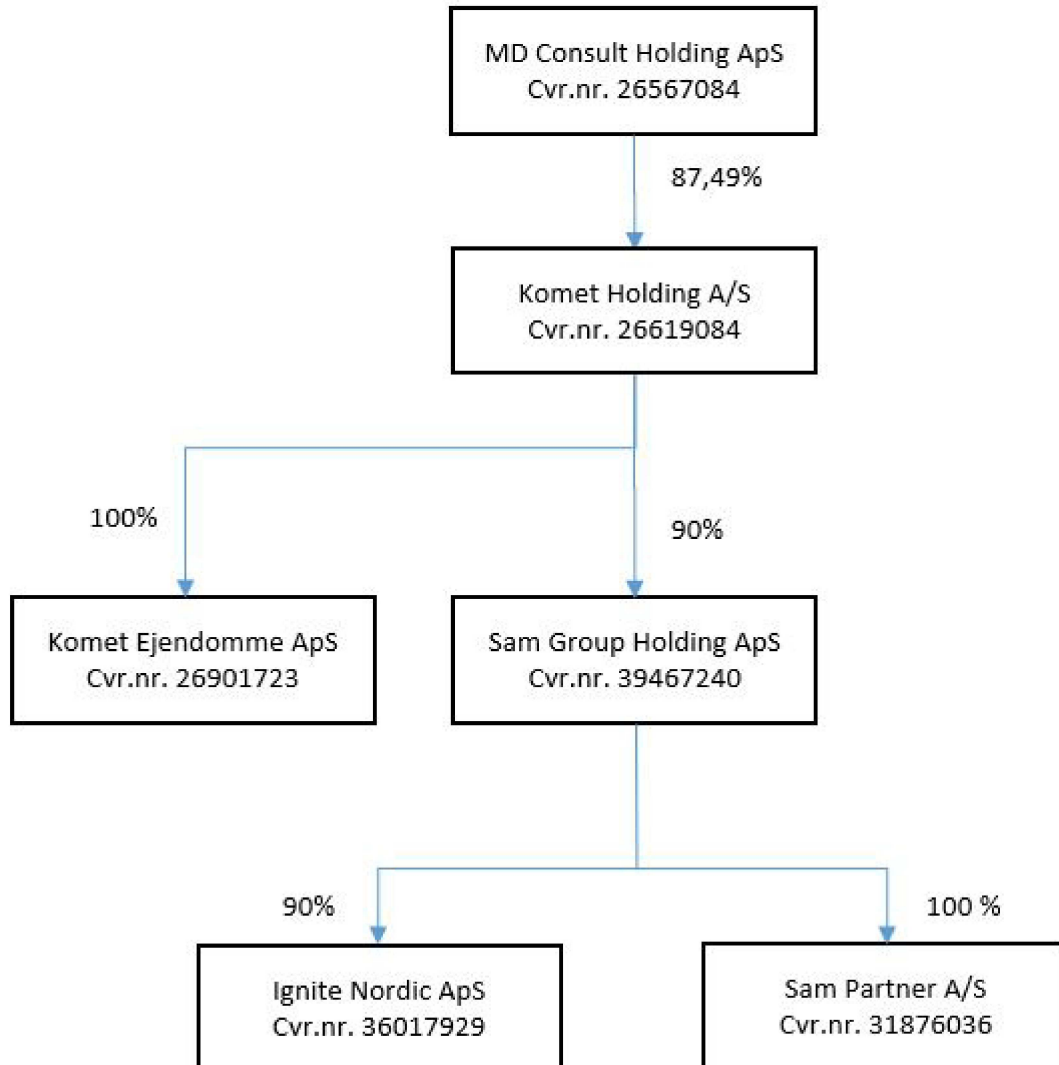 MD Consult Holding ApS
Cvr.nr. 26567084
87,49%
Komet Holding A/S
Cvr.nr. 26619084
100%
90%
Komet Ejendomme ApS
Cvr.nr. 26901723
Sam Group Holding ApS
Cvr.nr. 39467240
90%
100 %
Ignite Nordic ApS
Cvr.nr. 36017929
Sam Partner A/S
Cvr.nr. 31876036